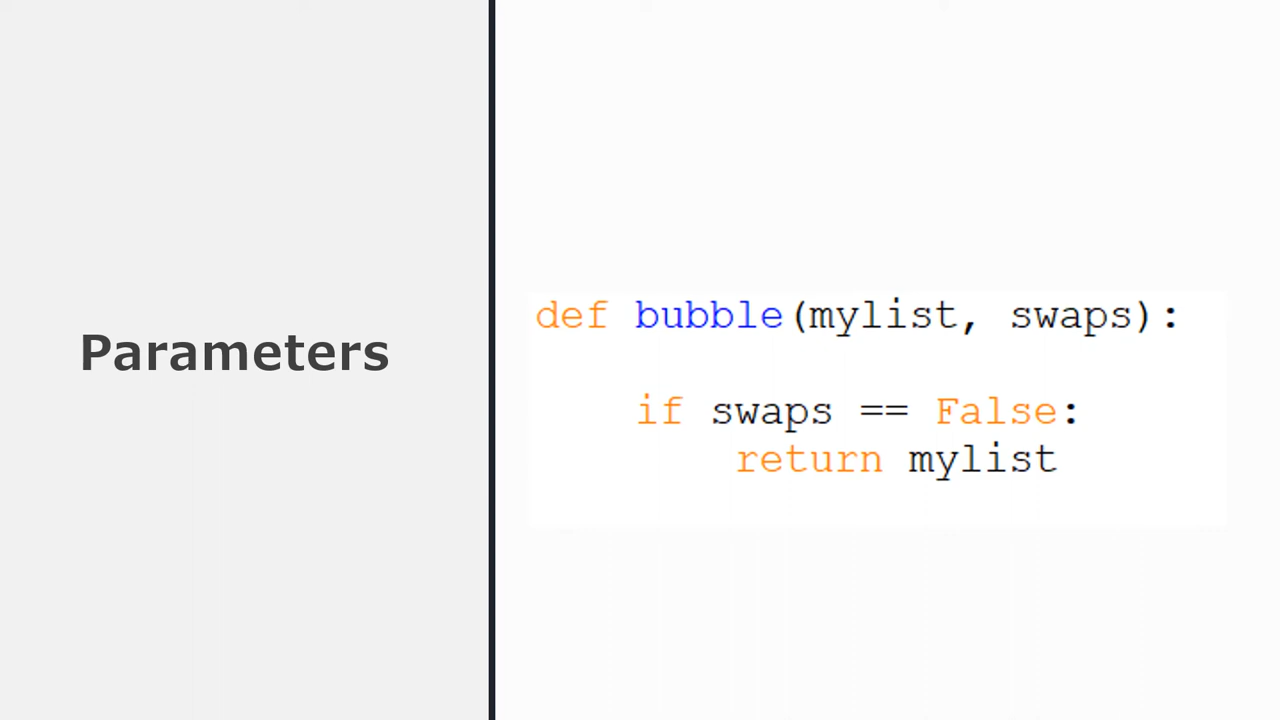 Parameters
def bubble(mylist, swaps):
if swaps == False:
return mylist